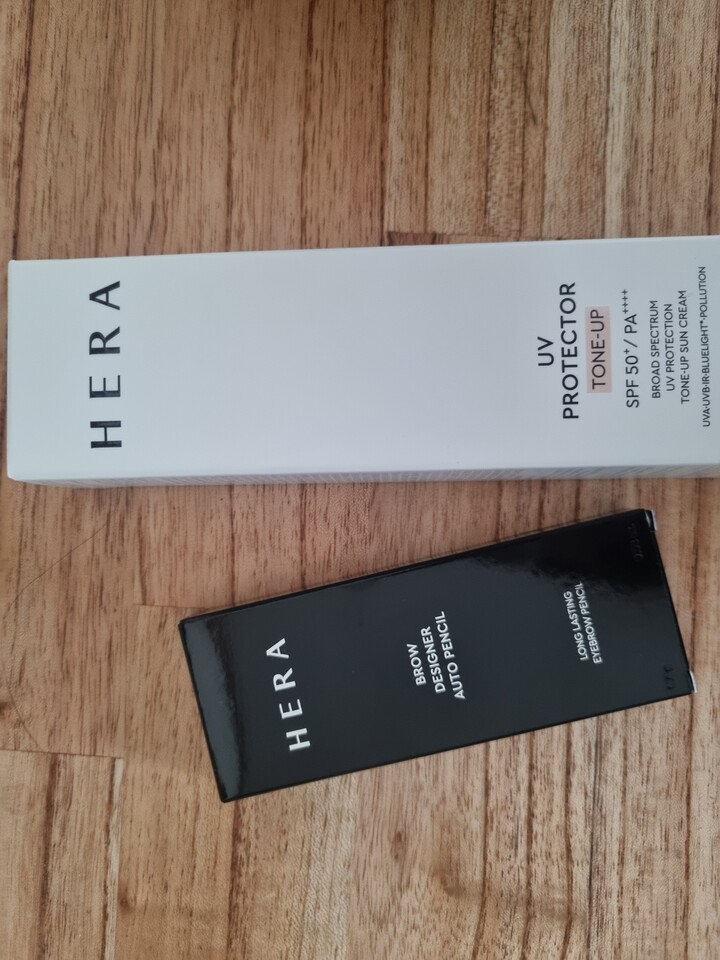 HERA
UV
PROTECTOR
TONE-UP
SPF 50+/ PA++++
BROAD SPECTRUM
UV PROTECTION
TONE-UP SUN CREAM
UVA·UVB·IR·BLUELIGHT*·POLLUTION
HERA
BROW
DESIGNER
AUTO PENCIL
LONG LASTING
EYEBROW PENCIL